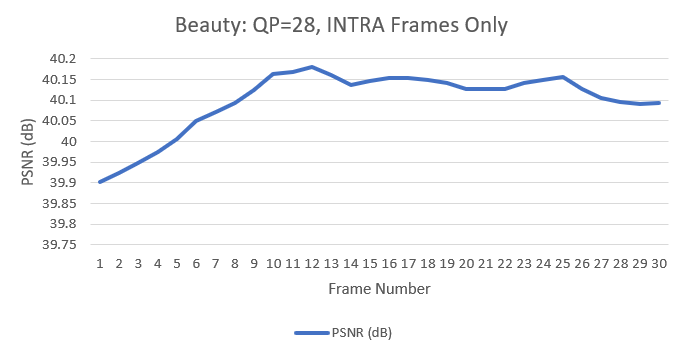 Beauty: QP=28, INTRA Frames Only
40.2
40.15
40.1
40.05
40
39.95
39.9
39.85
39.8
39.75
PSNR (dB)
1 2 3 4 5 6 7 8 9 10 11 12 13 14 15 16 17 18 19 20 21 22 23 24 25 26 27 28 29 30
Frame Number
PSNR (dB)